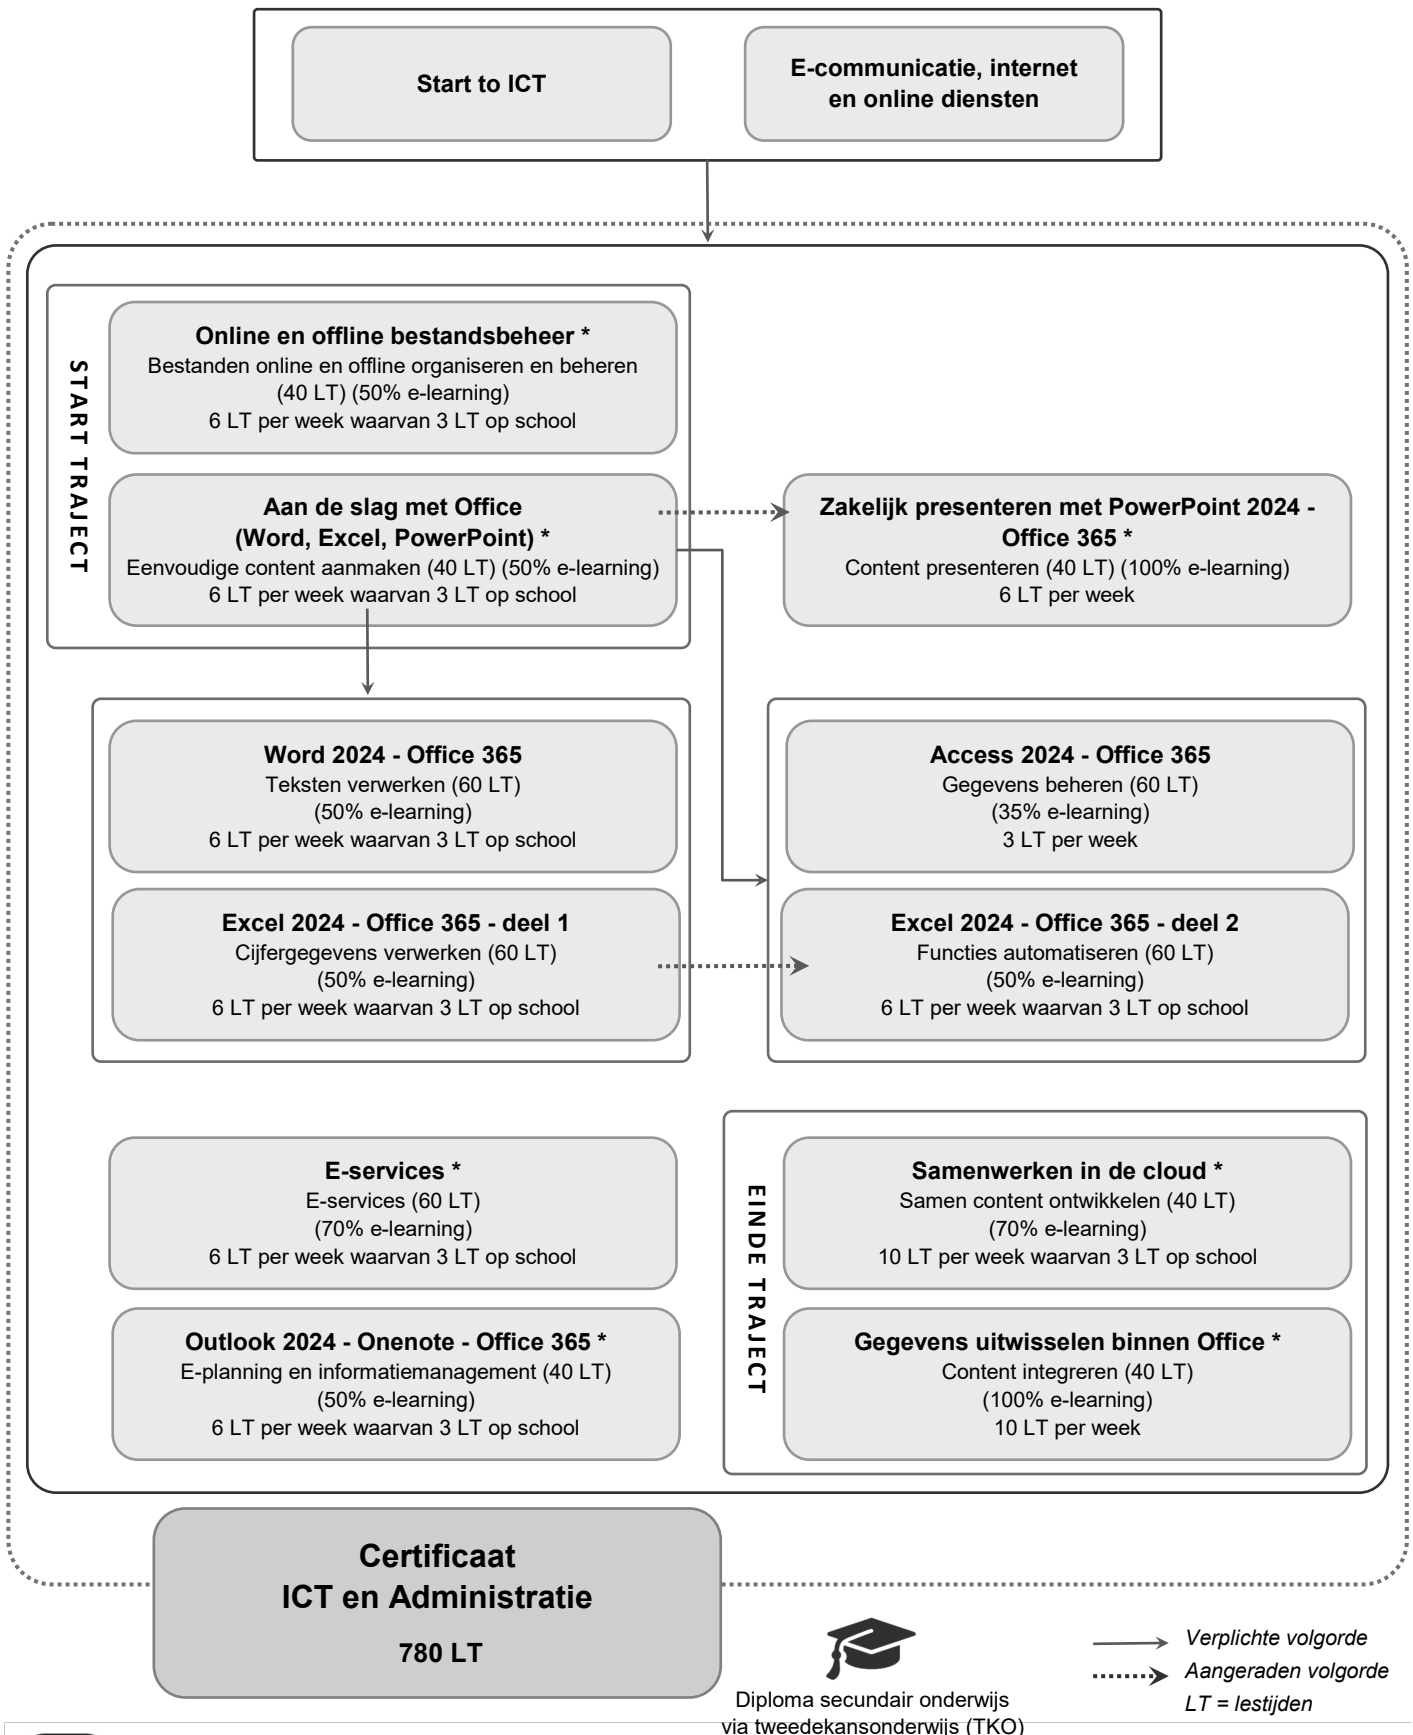 Start to ICT
E-communicatie, internet
en online diensten
START TRAJECT
Online en offline bestandsbeheer *
Bestanden online en offline organiseren en beheren
(40 LT) (50% e-learning)
6 LT per week waarvan 3 LT op school
Aan de slag met Office
(Word, Excel, PowerPoint) *
Eenvoudige content aanmaken (40 LT) (50% e-learning)
6 LT per week waarvan 3 LT op school
Zakelijk presenteren met PowerPoint 2024 -
Office 365 *
Content presenteren (40 LT) (100% e-learning)
6 LT per week
Word 2024 - Office 365
Teksten verwerken (60 LT)
(50% e-learning)
6 LT per week waarvan 3 LT op school
Access 2024 - Office 365
Gegevens beheren (60 LT)
(35% e-learning)
3 LT per week
Excel 2024 - Office 365 - deel 1
Cijfergegevens verwerken (60 LT)
(50% e-learning)
6 LT per week waarvan 3 LT op school
Excel 2024 - Office 365 - deel 2
Functies automatiseren (60 LT)
(50% e-learning)
6 LT per week waarvan 3 LT op school
E-services *
E-services (60 LT)
(70% e-learning)
6 LT per week waarvan 3 LT op school
EINDE TRAJECT
Samenwerken in de cloud *
Samen content ontwikkelen (40 LT)
(70% e-learning)
10 LT per week waarvan 3 LT op school
Outlook 2024 - Onenote - Office 365 *
E-planning en informatiemanagement (40 LT)
(50% e-learning)
6 LT per week waarvan 3 LT op school
Gegevens uitwisselen binnen Office *
Content integreren (40 LT)
(100% e-learning)
10 LT per week
Certificaat
ICT en Administratie
780 LT
Diploma secundair onderwijs
via tweedekansonderwijs (TKO)
Verplichte volgorde
Aangeraden volgorde
LT = lestijden